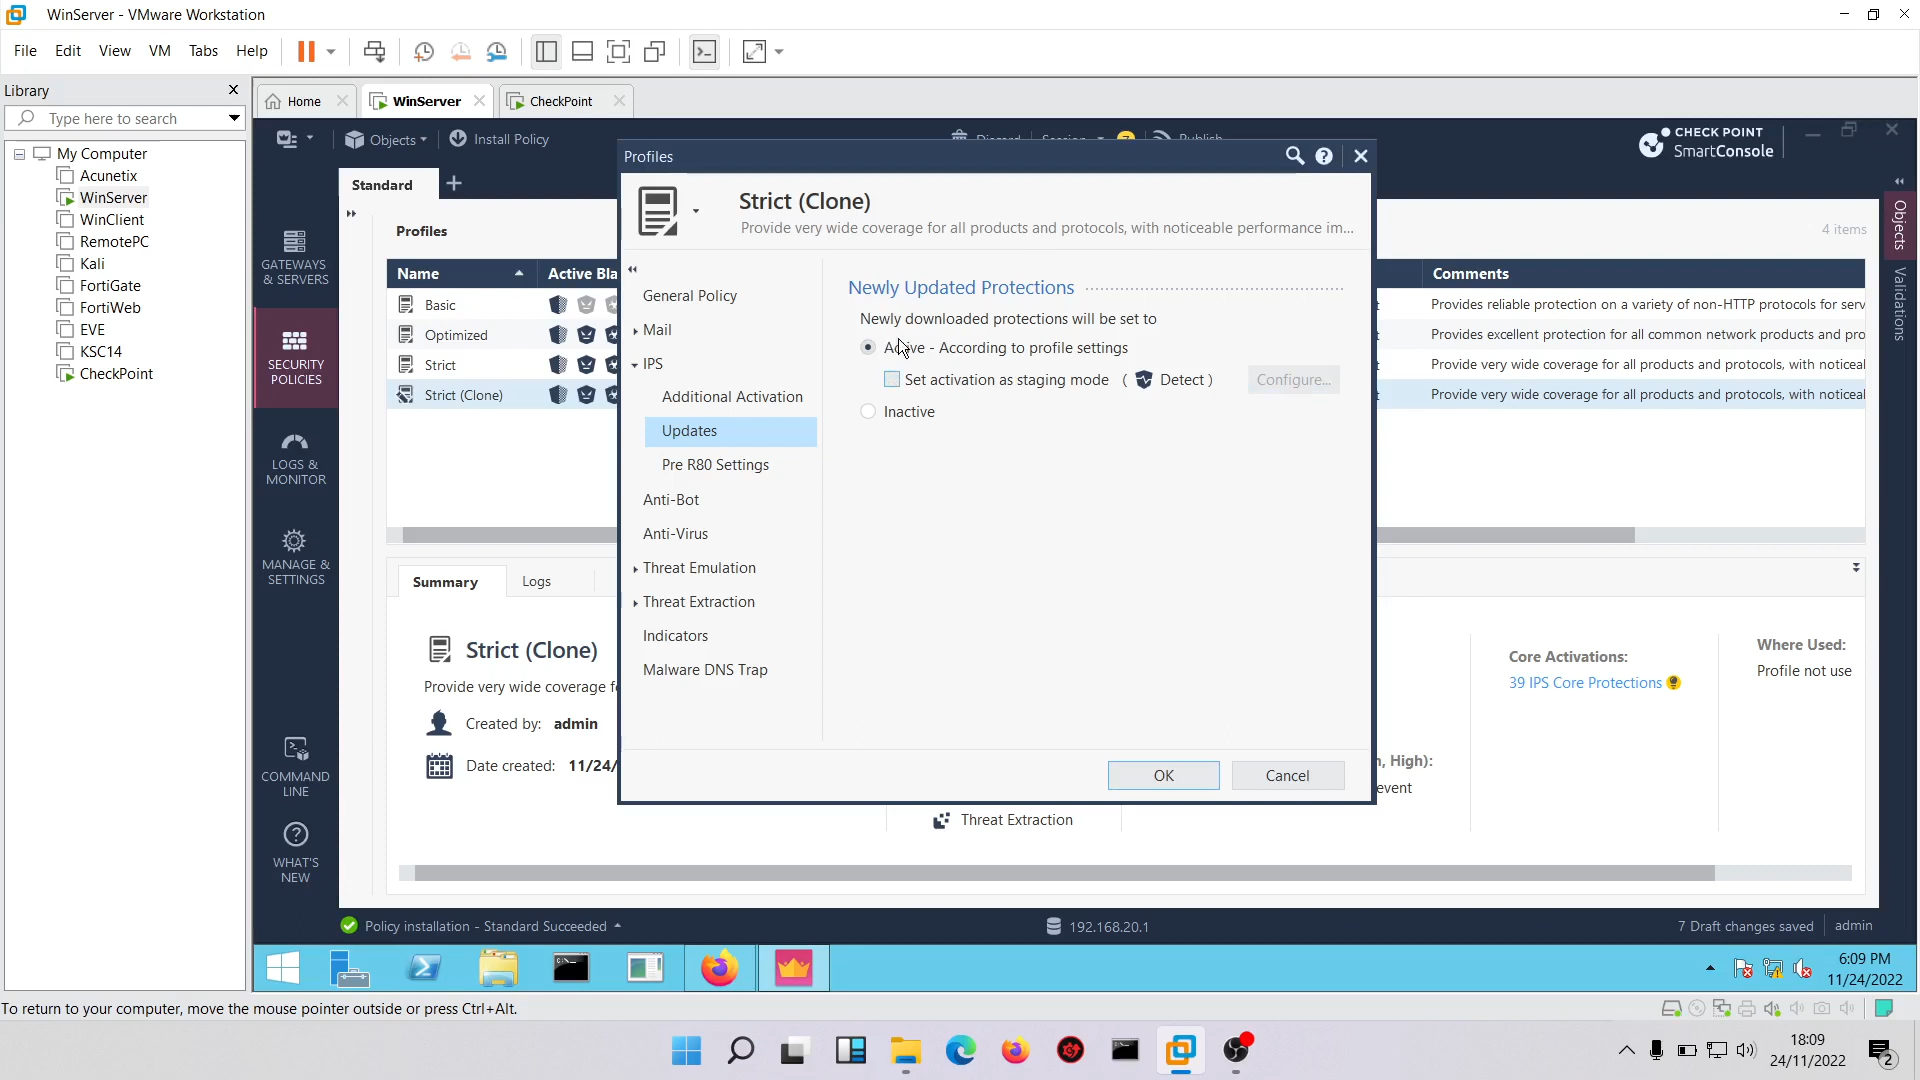 WinServer - VMware Workstation
File Edit View VM Tabs Help
Library
Type here to search
My Computer
Acunetix
WinServer
WinClient
RemotePC
Kali
FortiGate
FortiWeb
EVE
KSC14
CheckPoint
Home
WinServer
CheckPoint
Objects
Install Policy
Discard
Session
7
Publish
CHECK POINT
SmartConsole
Standard
GATEWAYS
& SERVERS
SECURITY
POLICIES
LOGS &
MONITOR
MANAGE &
SETTINGS
COMMAND
LINE
WHAT'S
NEW
Profiles
4 items
Name
Active Bla
Comments
Basic
Provides reliable protection on a variety of non-HTTP protocols for serv
Optimized
Provides excellent protection for all common network products and pro
Strict
Provide very wide coverage for all products and protocols, with noticeal
Strict (Clone)
Provide very wide coverage for all products and protocols, with noticeal
Objects
Validations
Profiles
Strict (Clone)
Provide very wide coverage for all products and protocols, with noticeable performance im...
General Policy
Mail
IPS
Additional Activation
Updates
Pre R80 Settings
Anti-Bot
Anti-Virus
Threat Emulation
Threat Extraction
Indicators
Malware DNS Trap
Newly Updated Protections
Newly downloaded protections will be set to
Active - According to profile settings
Set activation as staging mode ( Detect )
Configure...
Inactive
OK
Cancel
Summary
Logs
Strict (Clone)
Provide very wide coverage f
Created by: admin
Date created: 11/24/
Threat Extraction
, High):
event
Core Activations:
39 IPS Core Protections
Where Used:
Profile not use
Policy installation - Standard Succeeded
192.168.20.1
7 Draft changes saved
admin
6:09 PM
11/24/2022
To return to your computer, move the mouse pointer outside or press Ctrl+Alt.
18:09
24/11/2022
2